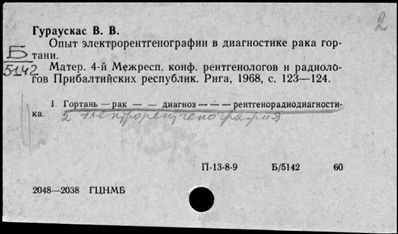 2
Гураускас В. В.
Опыт электрорентгенографии в диагностике рака гор-
тани.
Б
5142
Матер. 4-й Межресп. конф. рентгенологов и радиоло-
гов Прибалтийских республик. Рига, 1968, с. 123—124.
1. Гортань — рак — — диагноз — — — рентгенорадиодиагности-
ка.
2 Электрорентгенография
П-13-8-9 Б/5142 60
2048—2038 ГЦНМБ